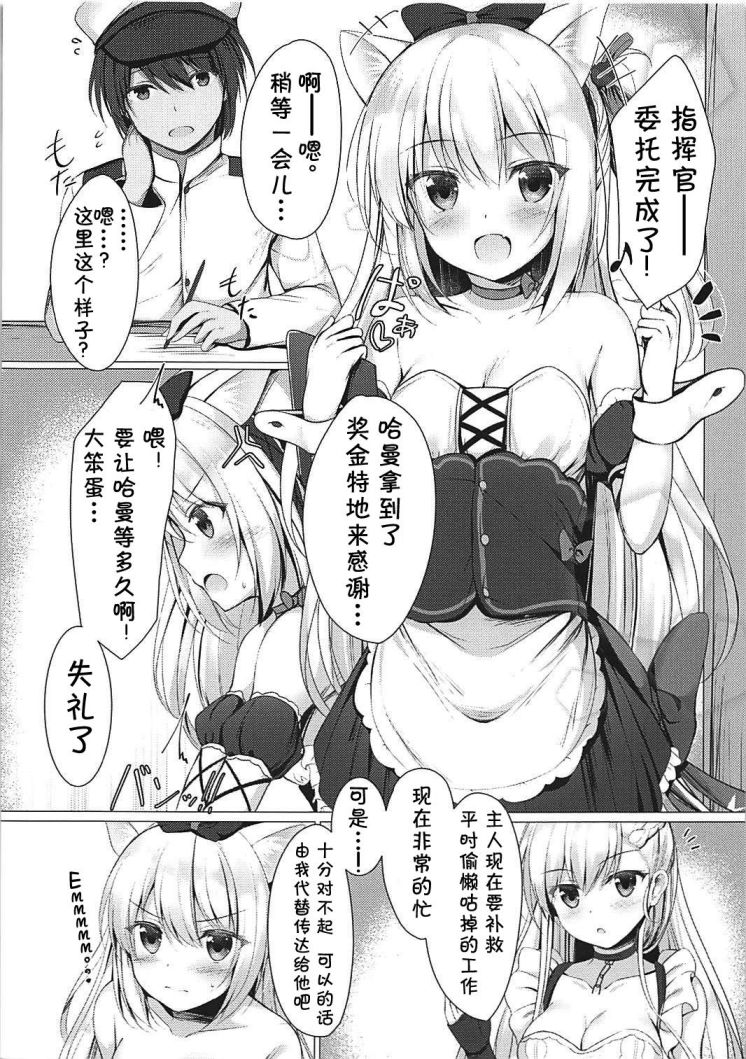 指挥官——
委托完成了！
啊——嗯。
稍等一会儿…
もた
もた
……
嗯…？
这里这个样子？
ぱ
あぁ
哈曼拿到了
奖金特地来感谢…
喂！
要让哈曼等多久啊！
大笨蛋…
失礼了
主人现在要补救
平时偷懒咕掉的工作
现在非常的忙
可是……！
十分对不起 可以的话
由我代替传达给他吧
Emmmmm...